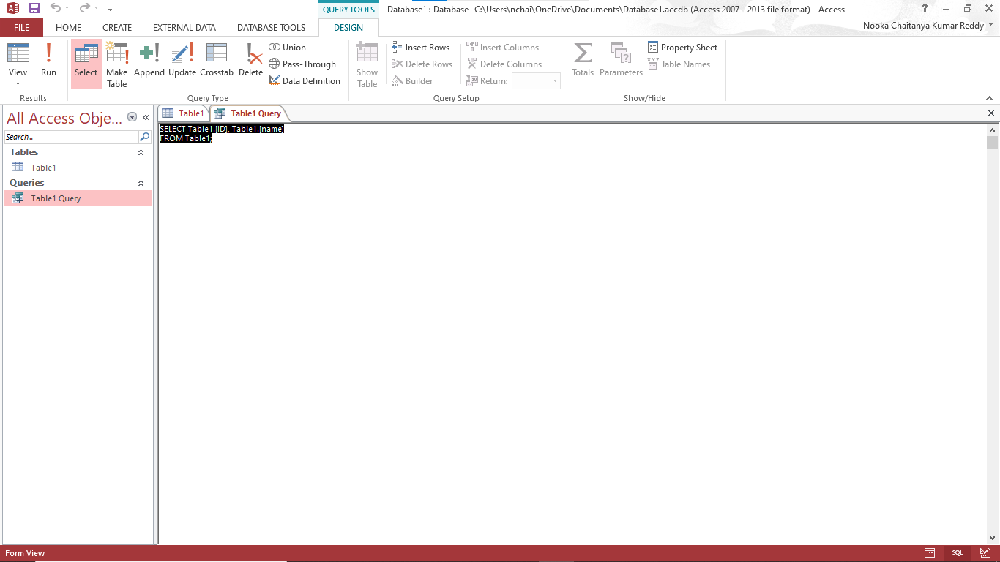 QUERY TOOLS
Database1 : Database- C:\Users\nchai\OneDrive\Documents\Database1.accdb (Access 2007 - 2013 file format) - Access
?
FILE HOME CREATE EXTERNAL DATA DATABASE TOOLS DESIGN
Nooka Chaitanya Kumar Reddy
View
Run
Results
Select
Make
Table
Append
Update
Crosstab
Delete
Union
Pass-Through
Data Definition
Query Type
Show
Table
Insert Rows
Delete Rows
Builder
Insert Columns
Delete Columns
Return:
Query Setup
Totals
Parameters
Property Sheet
XYZ
Table Names
Show/Hide
All Access Obje...
Search...
Tables
Table1
Queries
Table1 Query
Table1
Table1 Query
SELECT Table1.[ID], Table1.[name]
FROM Table1;
Form View
SQL